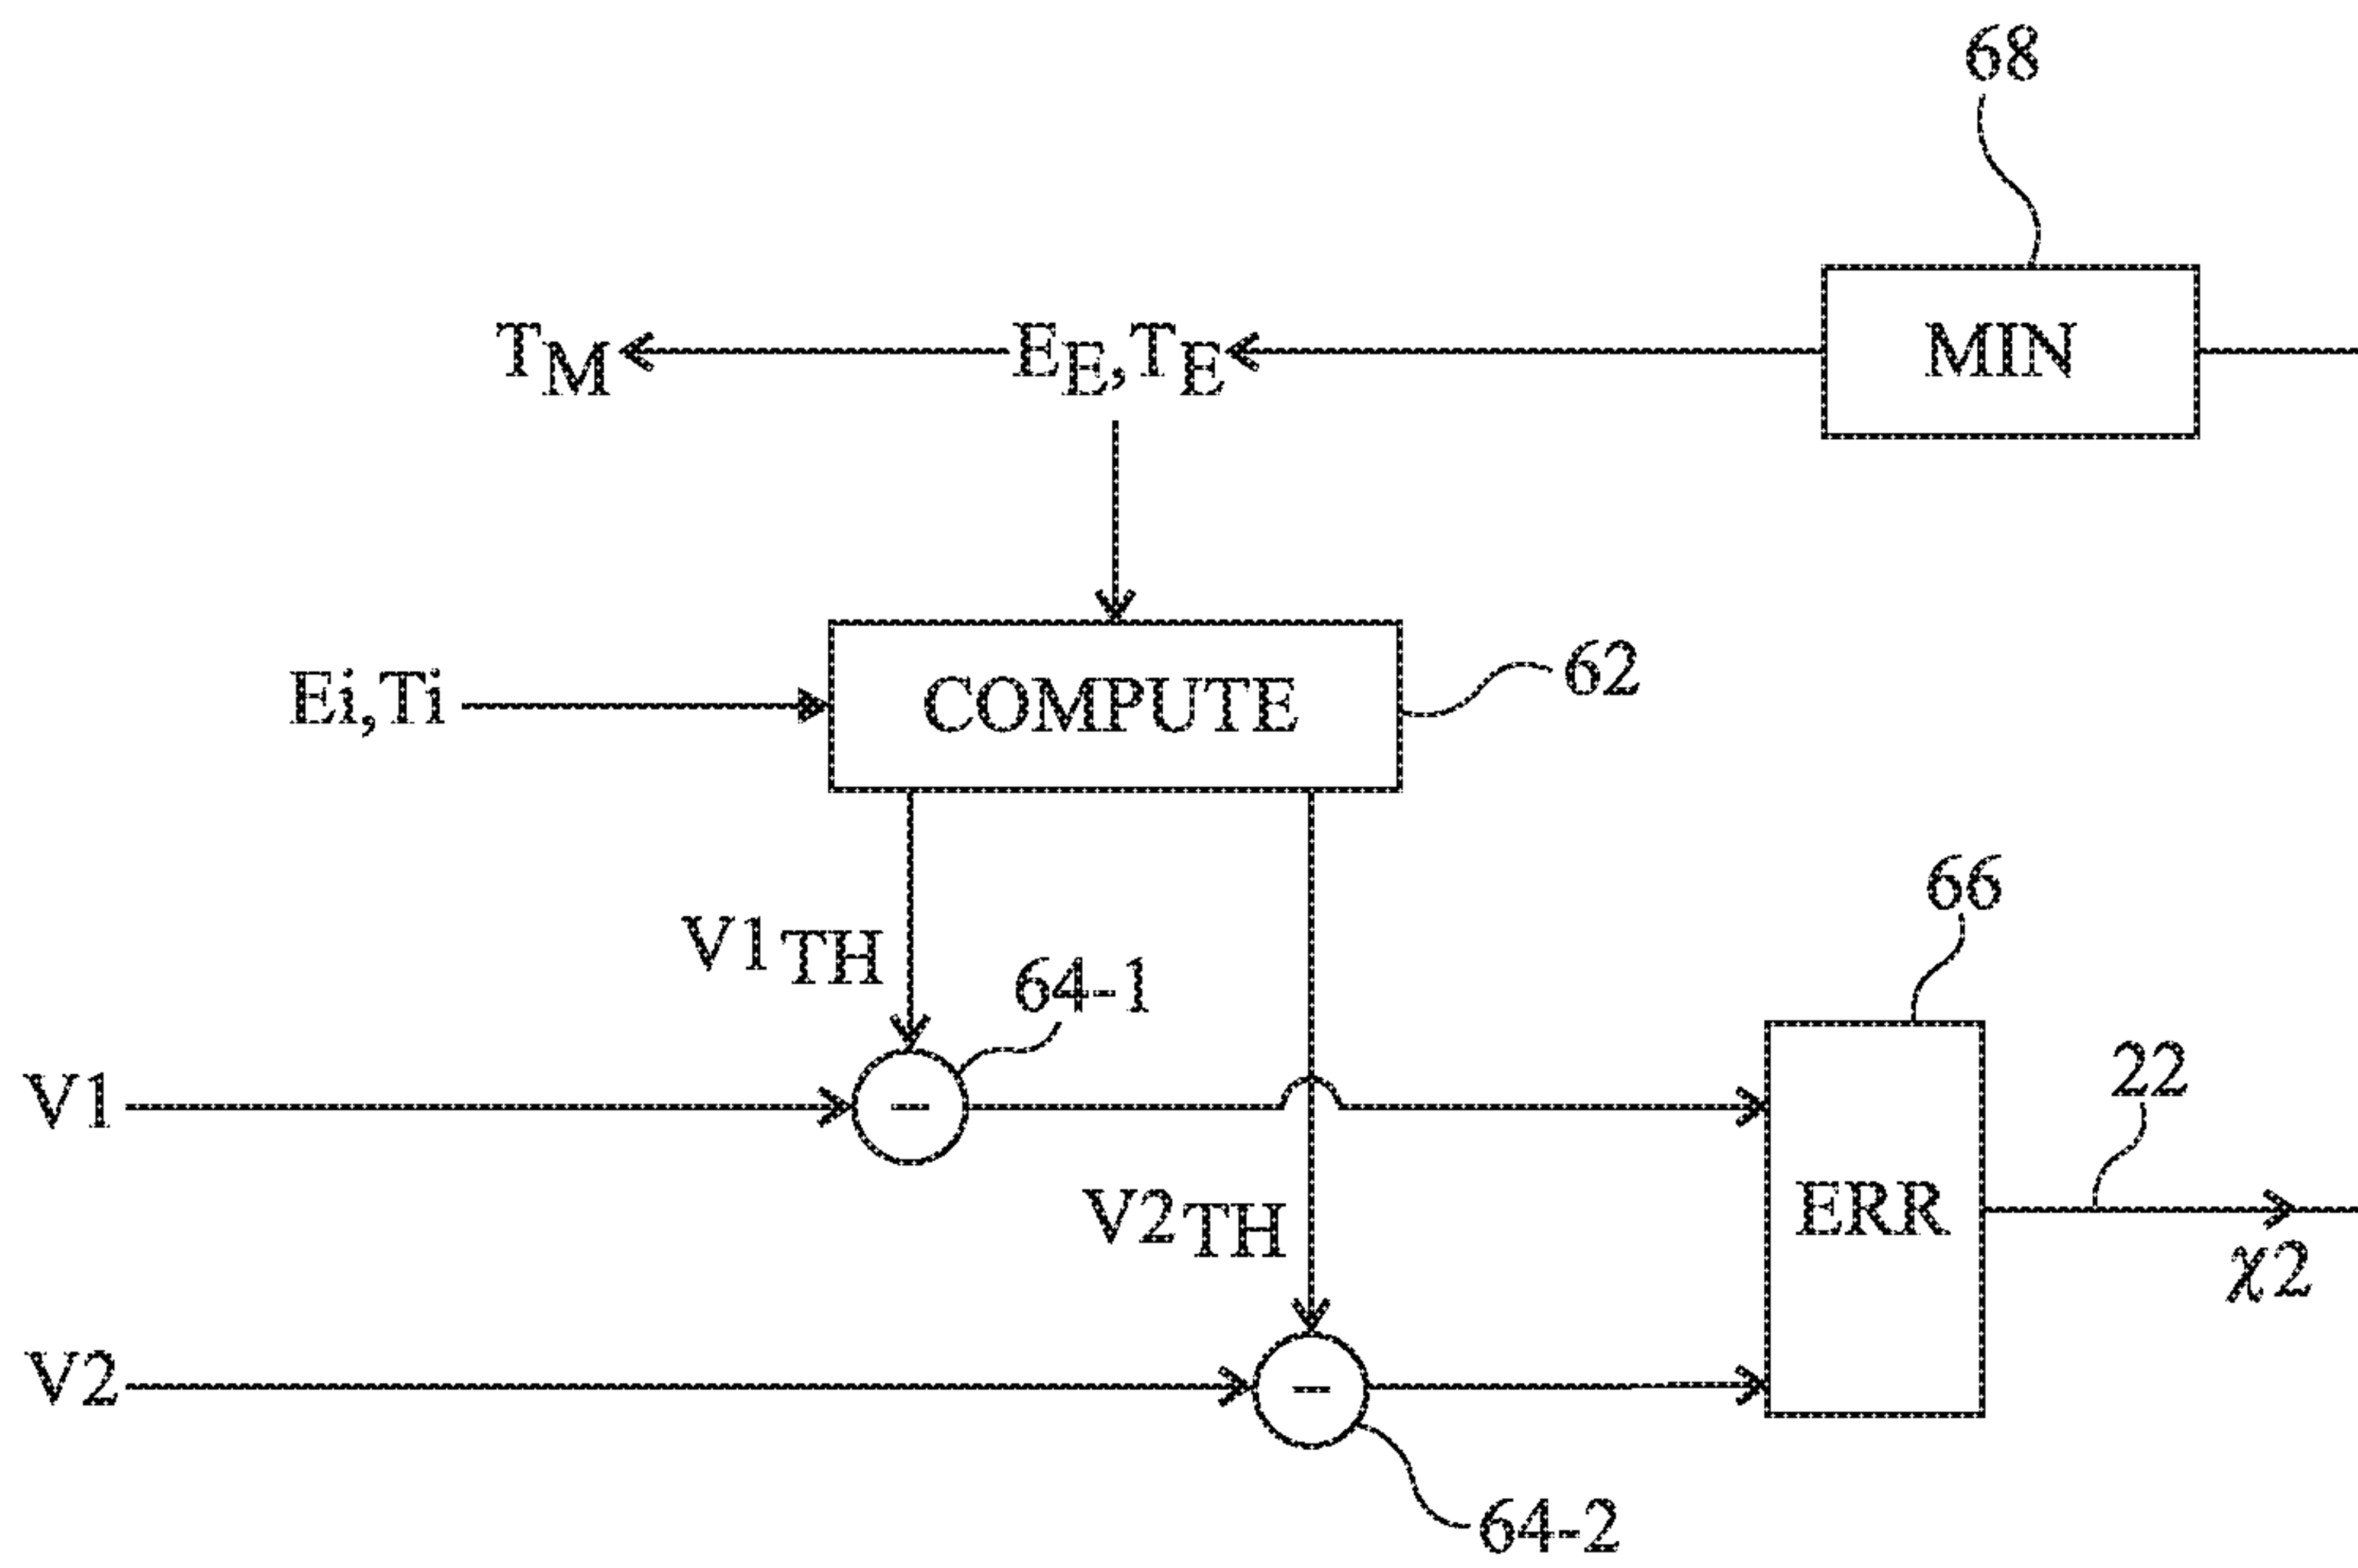 68
MIN
TM
EE,TE
Ei,Ti
COMPUTE
62
V1TH
64-1
66
V1
22
V2TH
ERR
χ2
V2
64-2